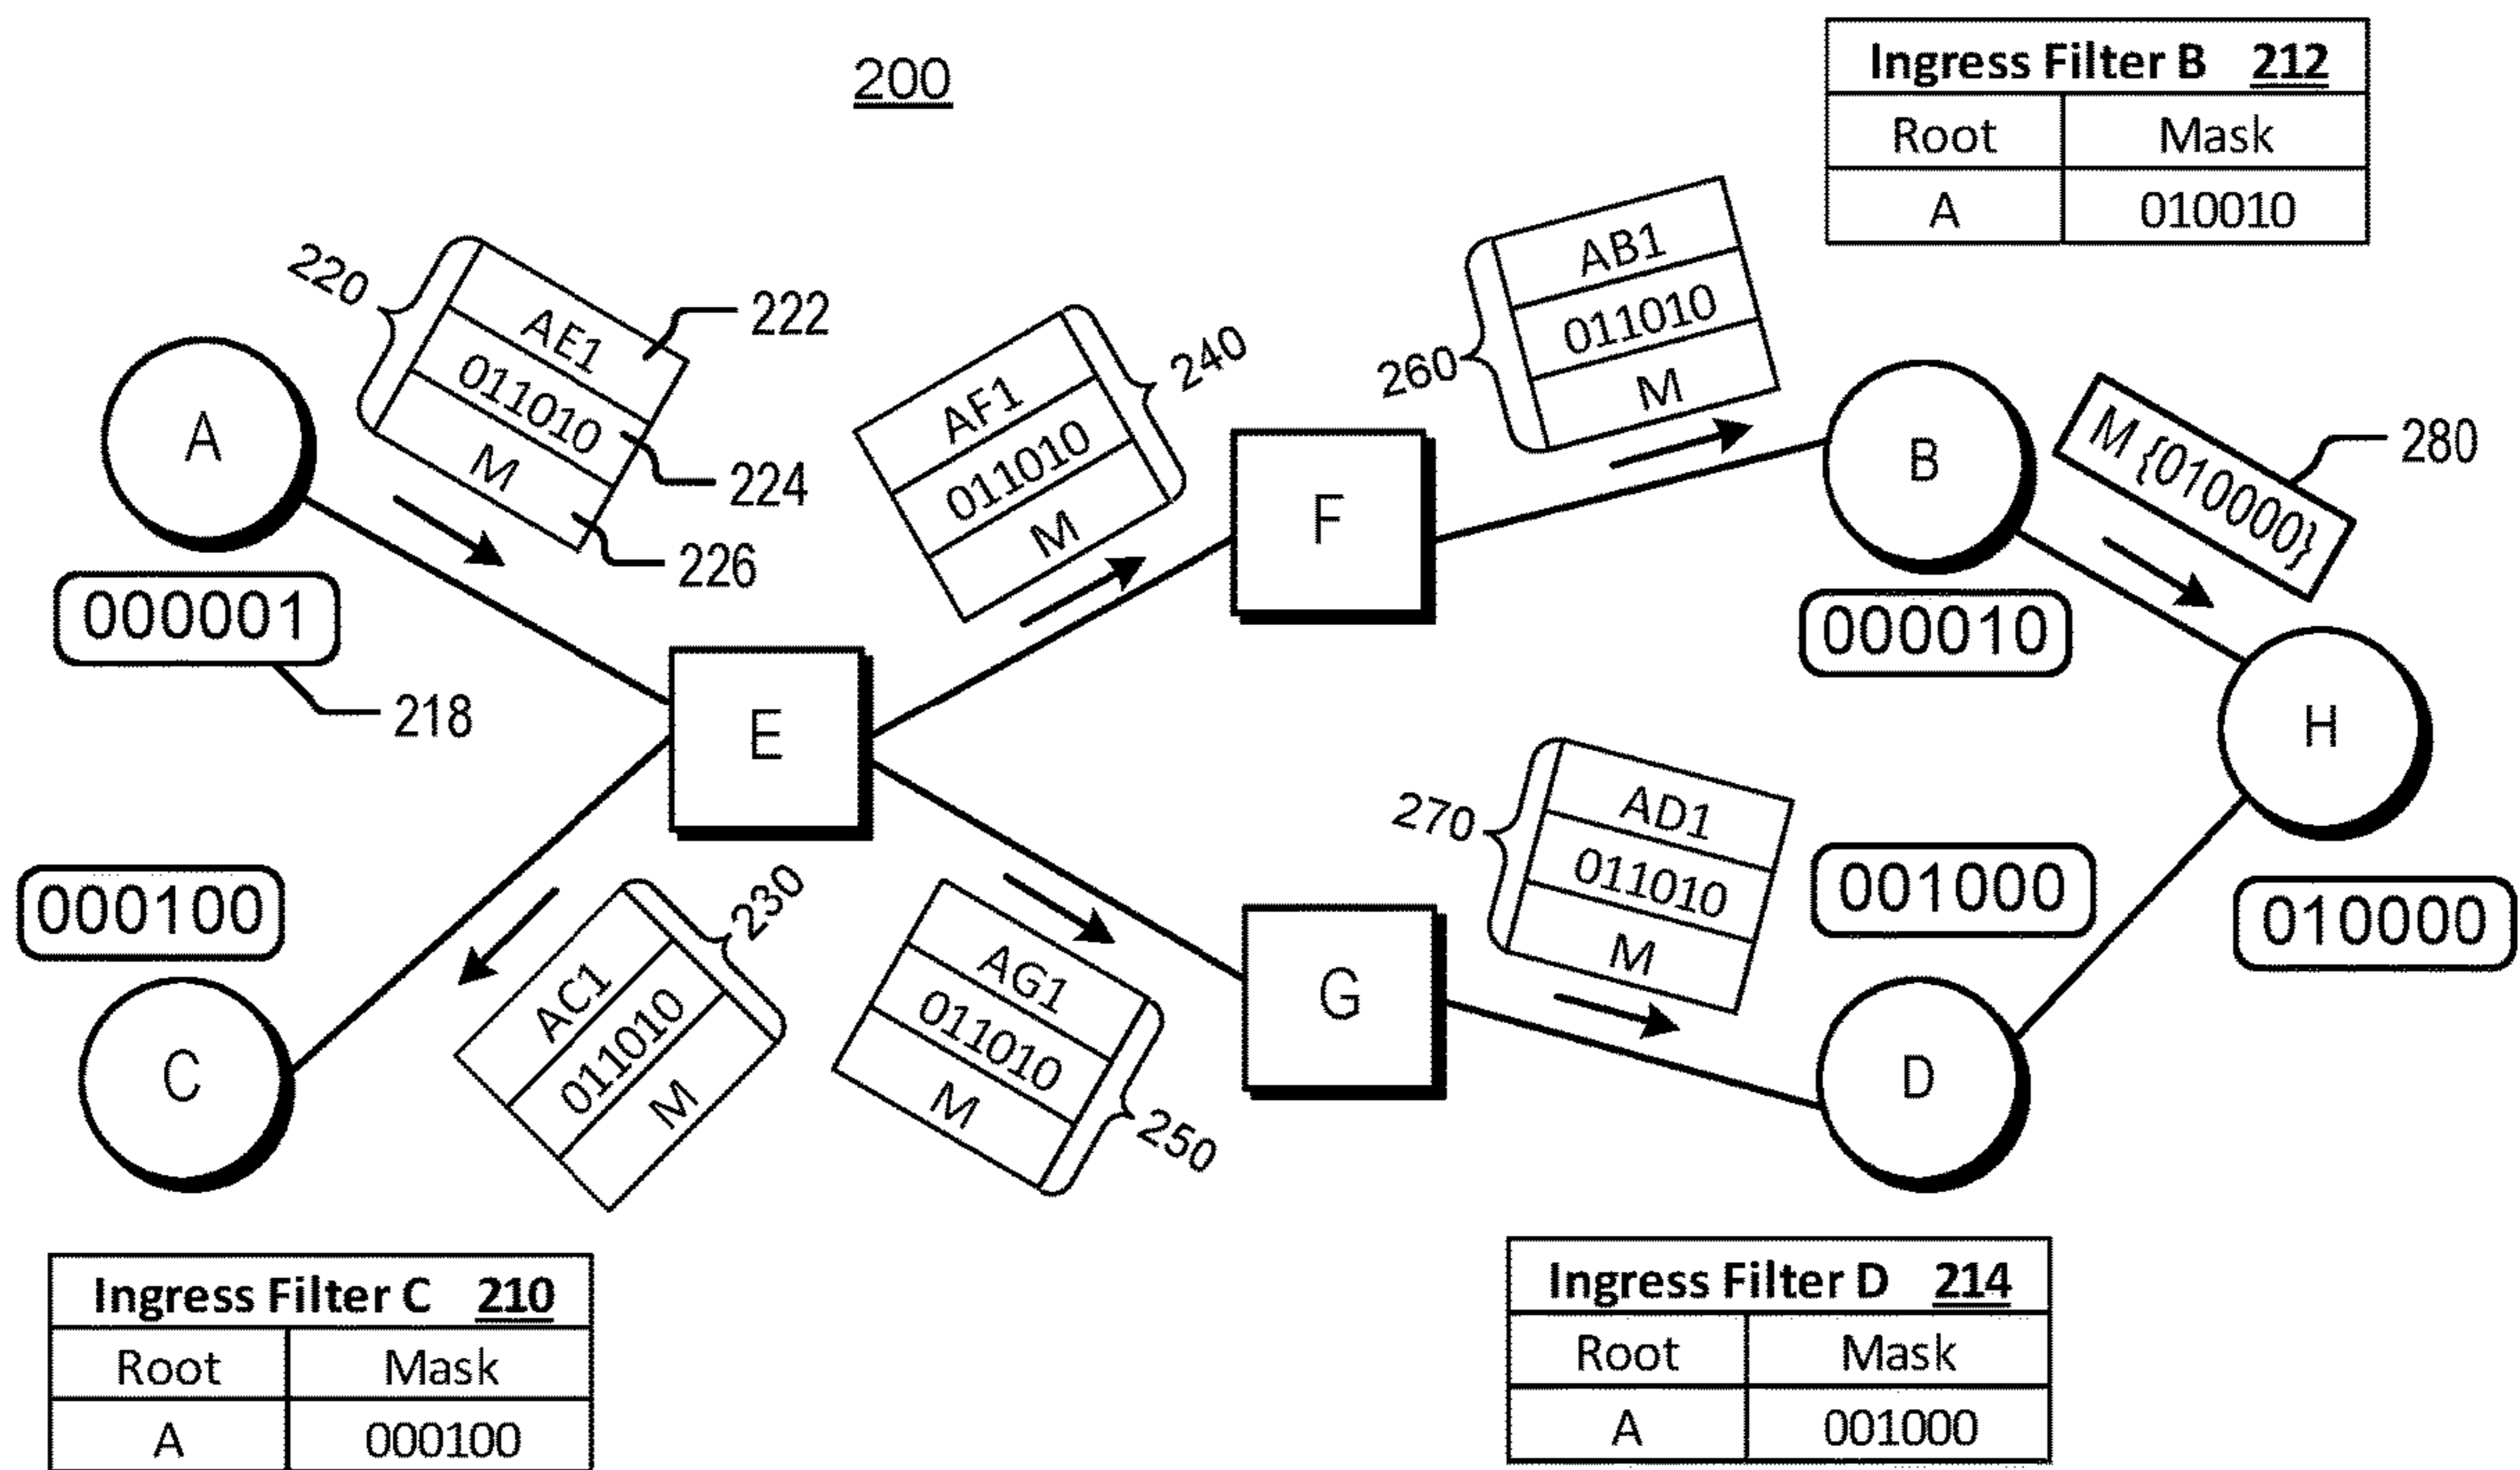 200
Ingress Filter B 212
Root Mask
A 010010
220
AE1
011010
M
222
224
226
A
000001
218
AF1
011010
M
240
F
AB1
011010
M
260
B
000010
M {010000}
280
E
H
010000
000100
C
AC1
011010
M
230
AG1
011010
M
250
G
AD1
011010
M
270
001000
D
Ingress Filter C 210
Root Mask
A 000100
Ingress Filter D 214
Root Mask
A 001000